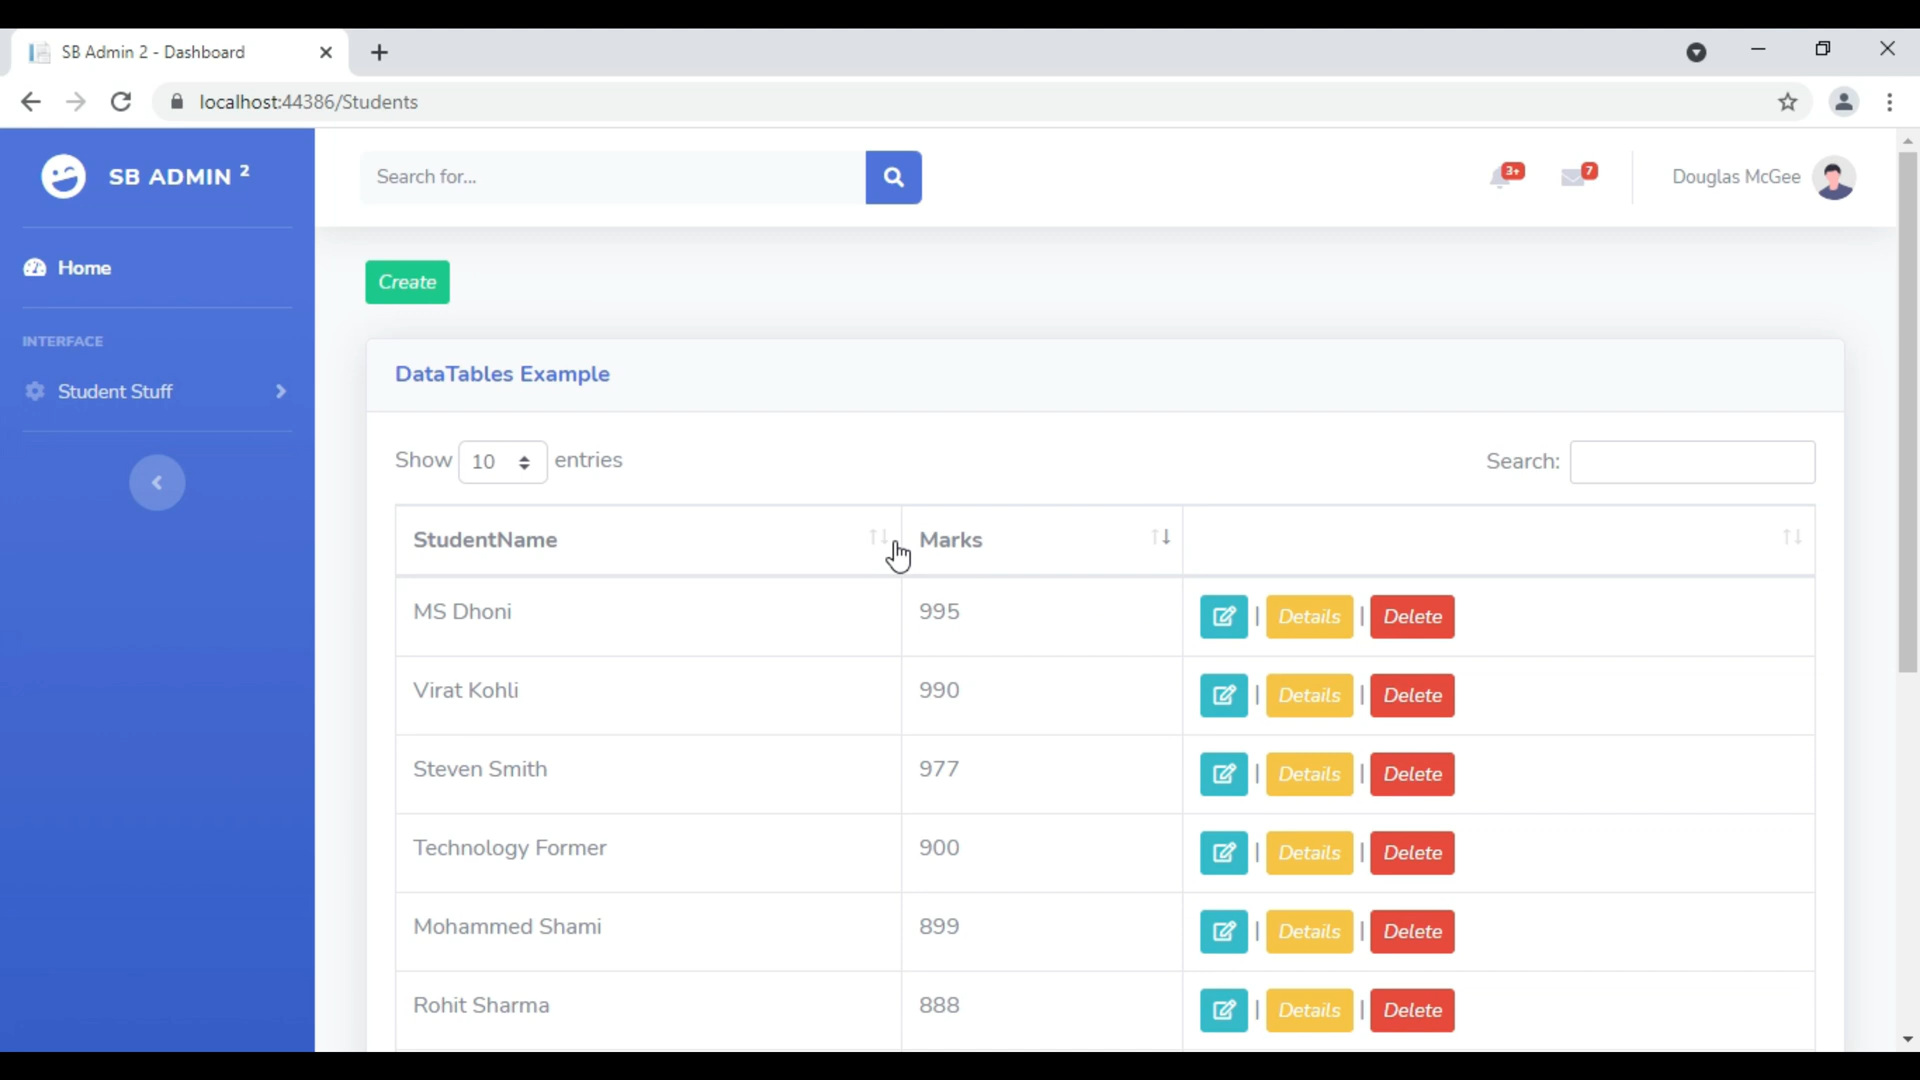 SB Admin 2 - Dashboard
localhost:44386/Students
SB ADMIN 2
Search for...
3+
7
Douglas McGee
Home
Create
INTERFACE
Student Stuff
DataTables Example
Show 10 entries
Search:
StudentName Marks
MS Dhoni 995 | Details | Delete
Virat Kohli 990 | Details | Delete
Steven Smith 977 | Details | Delete
Technology Former 900 | Details | Delete
Mohammed Shami 899 | Details | Delete
Rohit Sharma 888 | Details | Delete